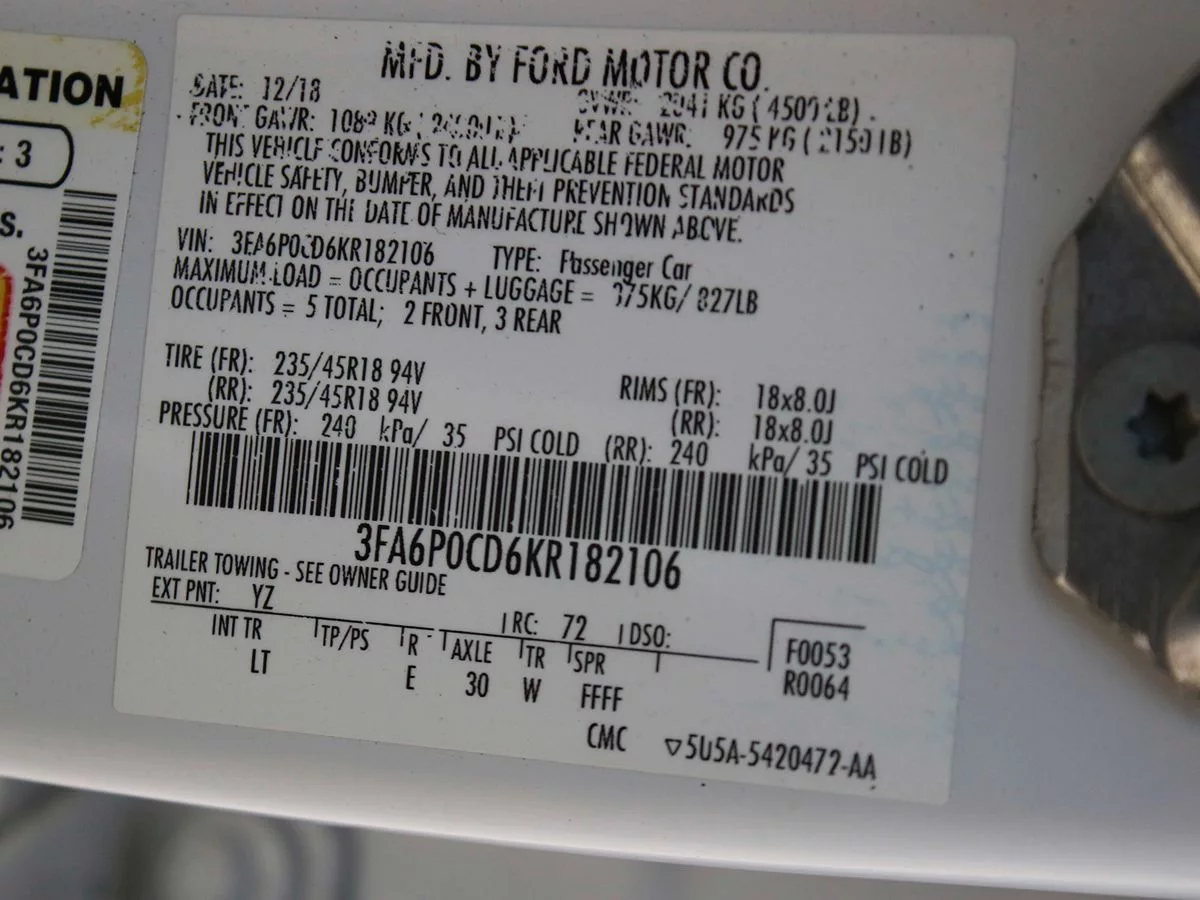 ATION
: 3
S.
3FA6P0CD6KR182106
MFD. BY FORD MOTOR CO.
DATE: 12/18
GVWR: 2041 KG ( 4500 LB)
FRONT GAWR: 1089 KG
REAR GAWR: 975 KG ( 2150 LB)
THIS VEHICLE CONFORMS TO ALL APPLICABLE FEDERAL MOTOR
VEHICLE SAFETY, BUMPER, AND THEFT PREVENTION STANDARDS
IN EFFECT ON THE DATE OF MANUFACTURE SHOWN ABOVE.
VIN: 3FA6P0CD6KR182106 TYPE: Passenger Car
MAXIMUM LOAD = OCCUPANTS + LUGGAGE = 375KG/ 827LB
OCCUPANTS = 5 TOTAL; 2 FRONT, 3 REAR
TIRE (FR): 235/45R18 94V RIMS (FR): 18x8.0J
(RR): 235/45R18 94V (RR): 18x8.0J
PRESSURE (FR): 240 kPa/ 35 PSI COLD (RR): 240 kPa/ 35 PSI COLD
3FA6P0CD6KR182106
TRAILER TOWING - SEE OWNER GUIDE
EXT PNT: YZ RC: 72 DSO:
INT TR TP/PS R AXLE TR SPR F0053
LT E 30 W FFFF R0064
CMC ▽5U5A-5420472-AA